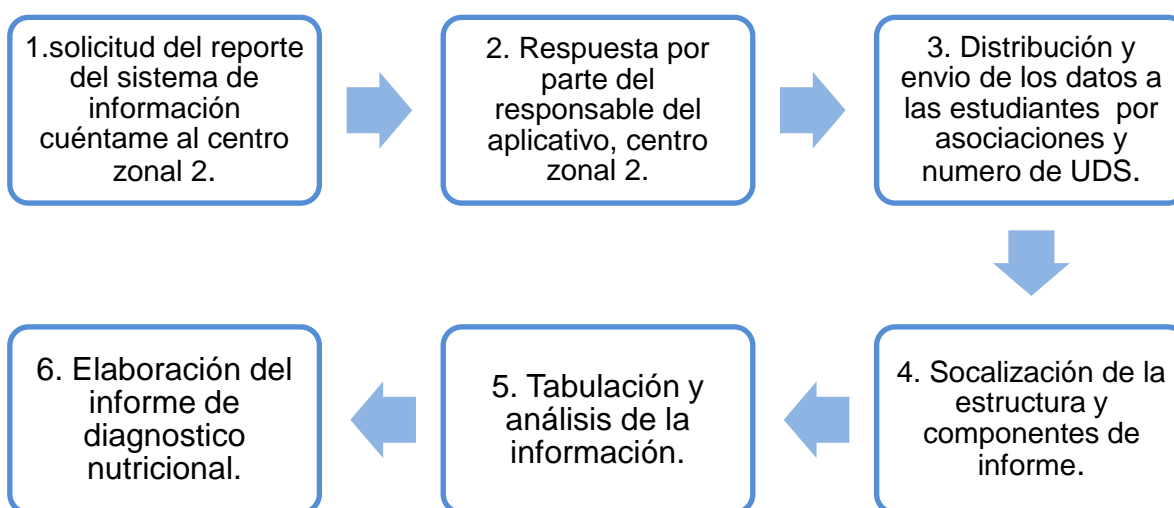 1.solicitud del reporte
del sistema de
información
cuéntame al centro
zonal 2.
2. Respuesta por
parte del
responsable del
aplicativo, centro
zonal 2.
3. Distribución y
envio de los datos a
las estudiantes por
asociaciones y
numero de UDS.
4. Socalización de la
estructura y
componentes de
informe.
5. Tabulación y
análisis de la
información.
6. Elaboración del
informe de
diagnostico
nutricional.